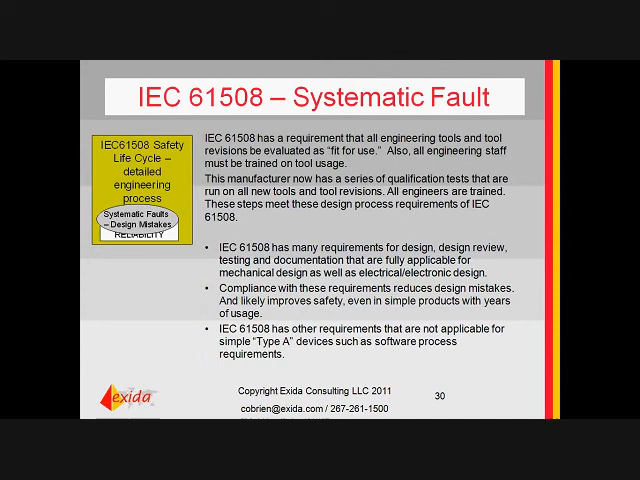 IEC 61508 – Systematic Fault
IEC61508 Safety
Life Cycle –
detailed
engineering
process
Systematic Faults
– Design Mistakes
RELIABILITY
IEC 61508 has a requirement that all engineering tools and tool
revisions be evaluated as “fit for use.”  Also, all engineering staff
must be trained on tool usage.
This manufacturer now has a series of qualification tests that are
run on all new tools and tool revisions. All engineers are trained.
These steps meet these design process requirements of IEC
61508.
• IEC 61508 has many requirements for design, design review,
testing and documentation that are fully applicable for
mechanical design as well as electrical/electronic design.
• Compliance with these requirements reduces design mistakes.
And likely improves safety, even in simple products with years
of usage.
• IEC 61508 has other requirements that are not applicable for
simple “Type A” devices such as software process
requirements.
exida
Copyright Exida Consulting LLC 2011
cobrien@exida.com / 267-261-1500
30